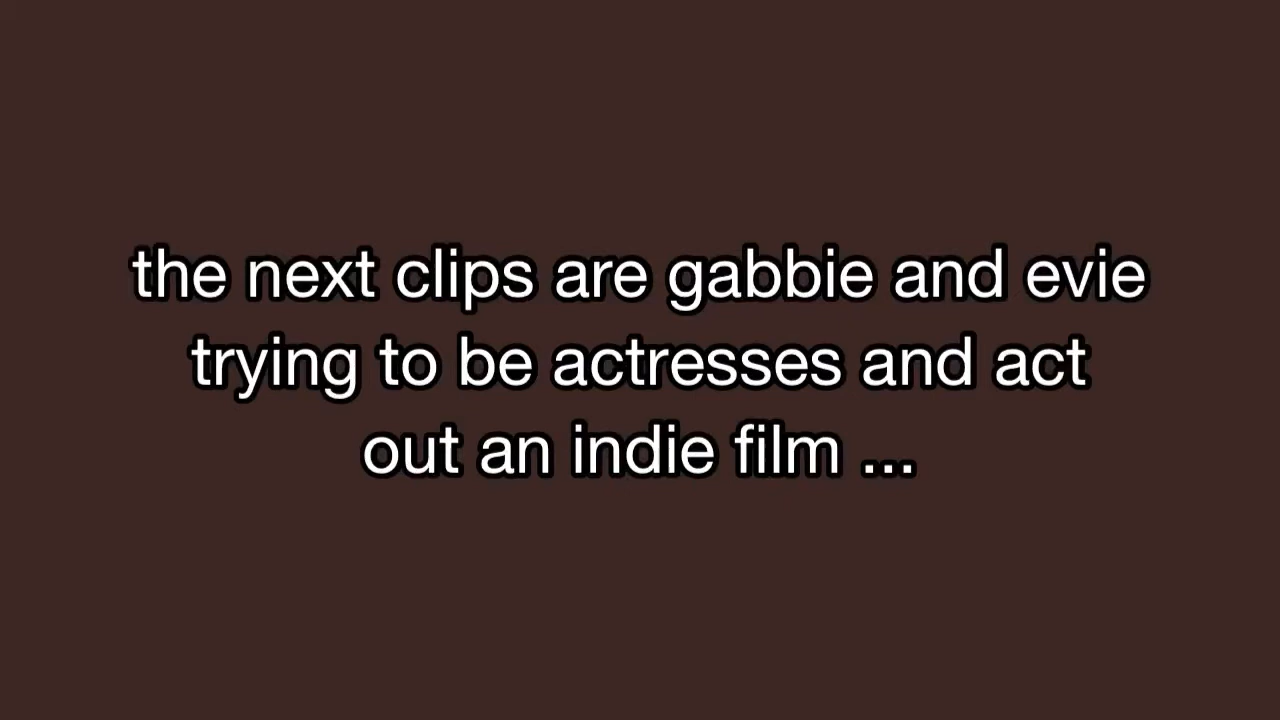 the next clips are gabbie and evie
trying to be actresses and act
out an indie film ...